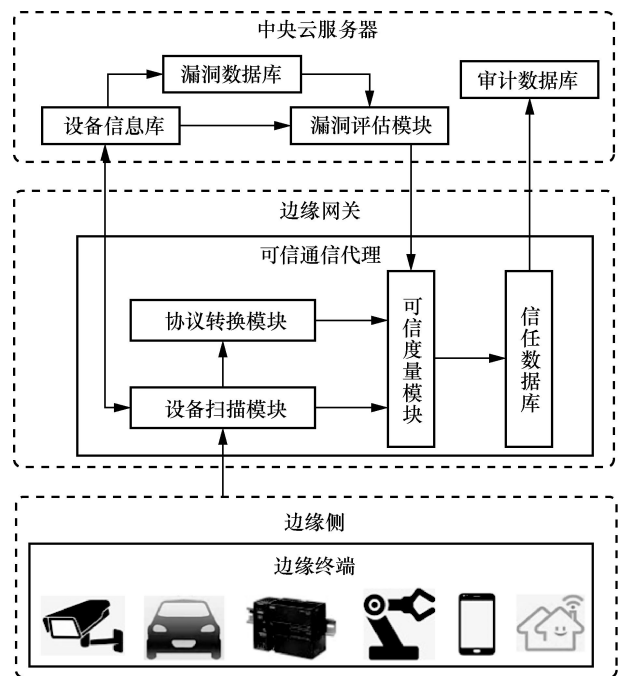 中央云服务器
漏洞数据库
审计数据库
设备信息库
漏洞评估模块
边缘网关
可信通信代理
协议转换模块
可信度量模块
信任数据库
设备扫描模块
边缘侧
边缘终端